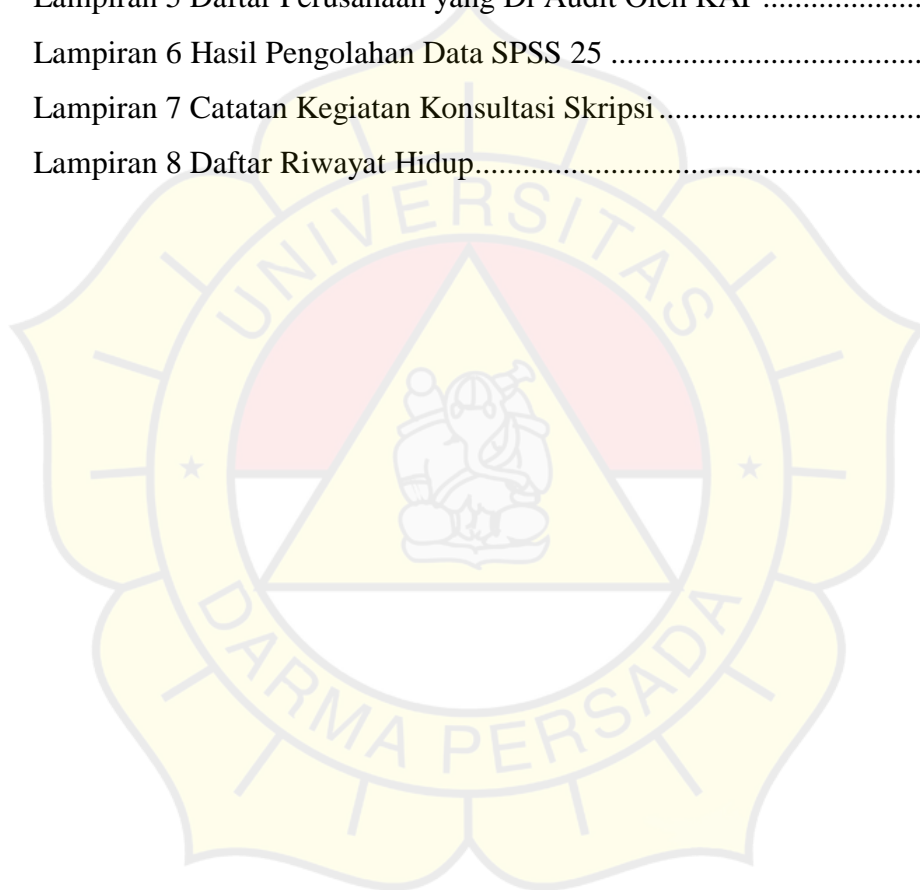 Lampiran 5 Daftar Perusahaan yang Di Audit Oleh KAP ........................
Lampiran 6 Hasil Pengolahan Data SPSS 25 ..........................................
Lampiran 7 Catatan Kegiatan Konsultasi Skripsi ...................................
Lampiran 8 Daftar Riwayat Hidup............................................................
UNIVERSITAS
DARMA PERSADA